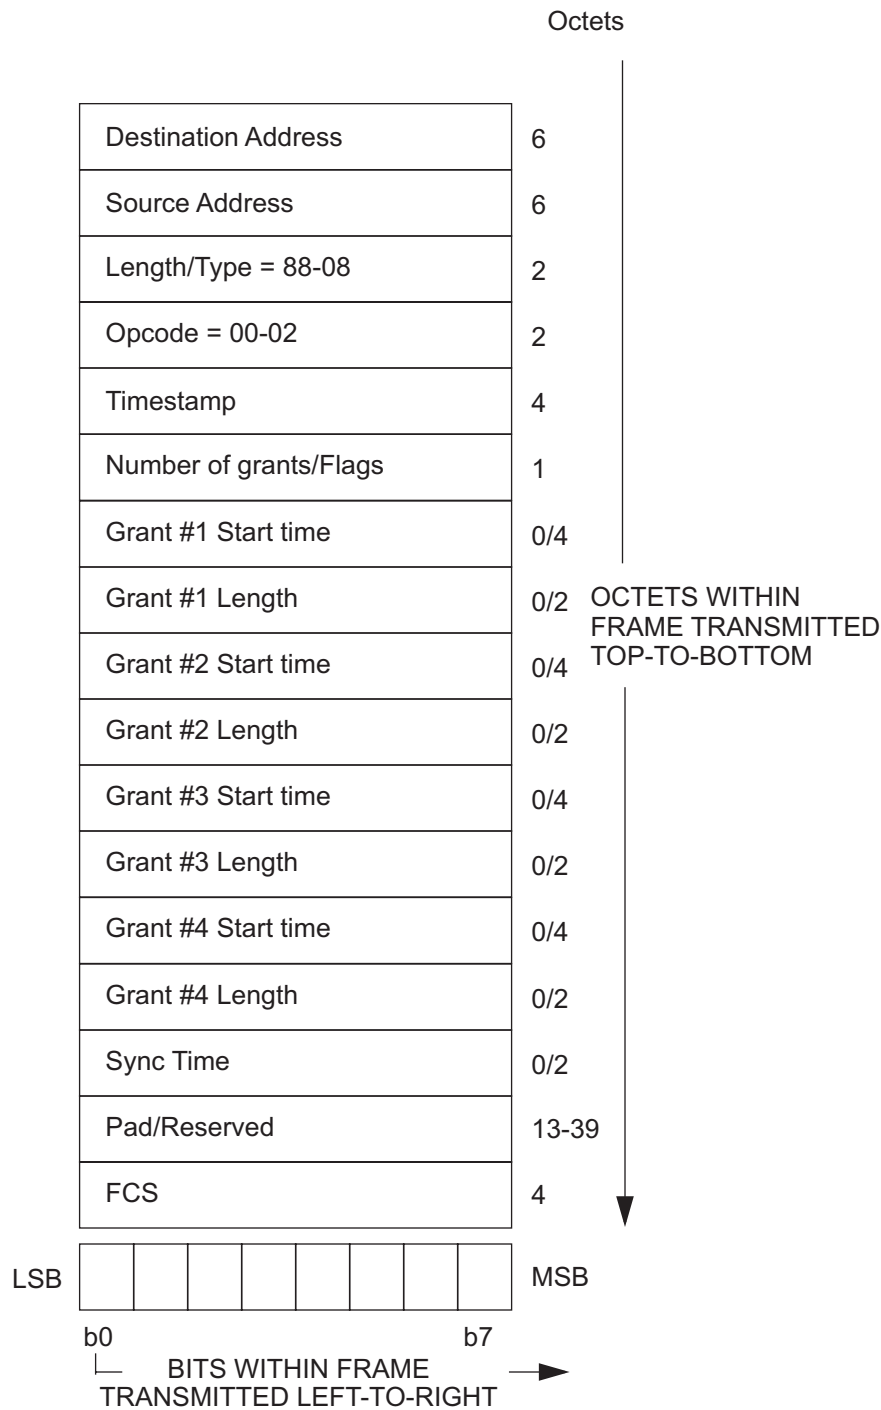 Octets
Destination Address 6
Source Address 6
Length/Type = 88-08 2
Opcode = 00-02 2
Timestamp 4
Number of grants/Flags 1
Grant #1 Start time 0/4
Grant #1 Length 0/2
Grant #2 Start time 0/4
Grant #2 Length 0/2
Grant #3 Start time 0/4
Grant #3 Length 0/2
Grant #4 Start time 0/4
Grant #4 Length 0/2
Sync Time 0/2
Pad/Reserved 13-39
FCS 4
OCTETS WITHIN
FRAME TRANSMITTED
TOP-TO-BOTTOM
LSB MSB
b0 b7
BITS WITHIN FRAME
TRANSMITTED LEFT-TO-RIGHT